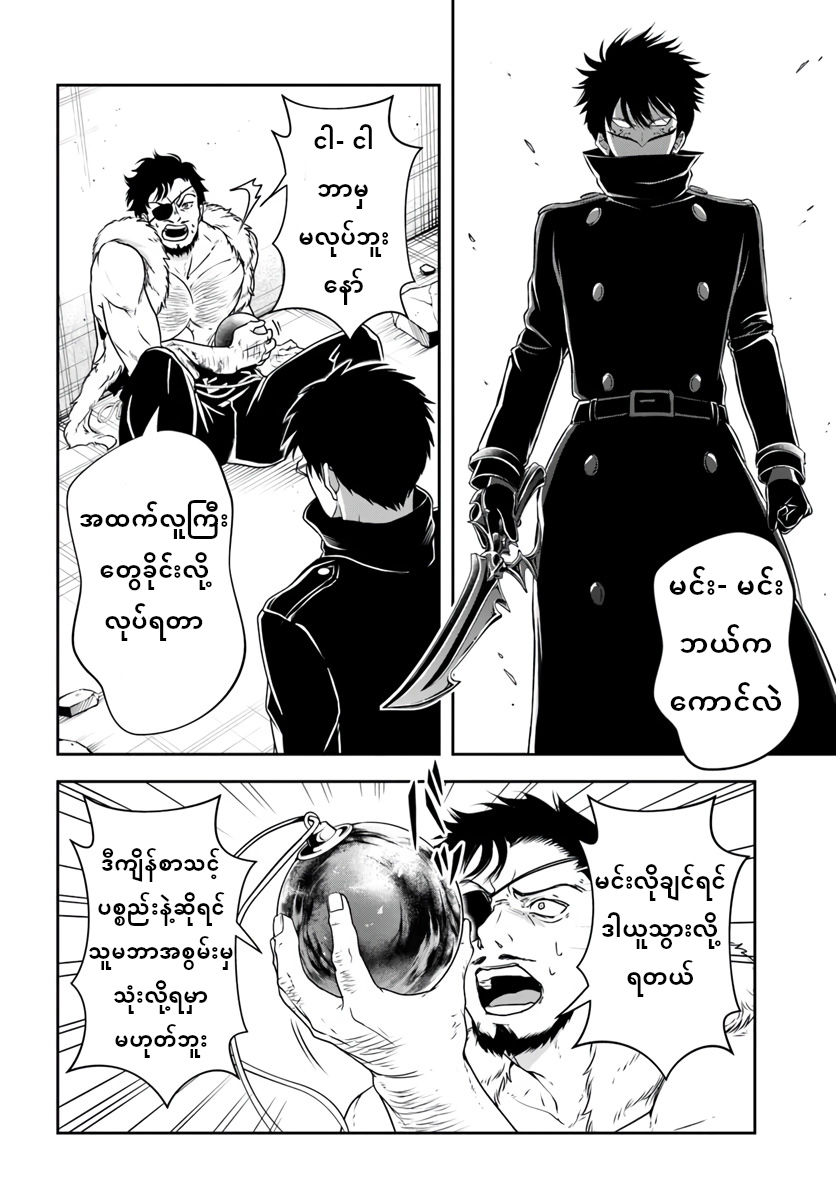 မင်း- မင်း
ဘယ်က
ကောင်လဲ
ငါ- ငါ
ဘာမှ
မလုပ်ဘူး
နော်
အထက်လူကြီး
တွေခိုင်းလို့
လုပ်ရတာ
မင်းလိုချင်ရင်
ဒါယူသွားလို့
ရတယ်
ဒီကျိန်စာသင့်
ပစ္စည်းနဲ့ဆိုရင်
သူမဘာအစွမ်းမှ
သုံးလို့ရမှာ
မဟုတ်ဘူး